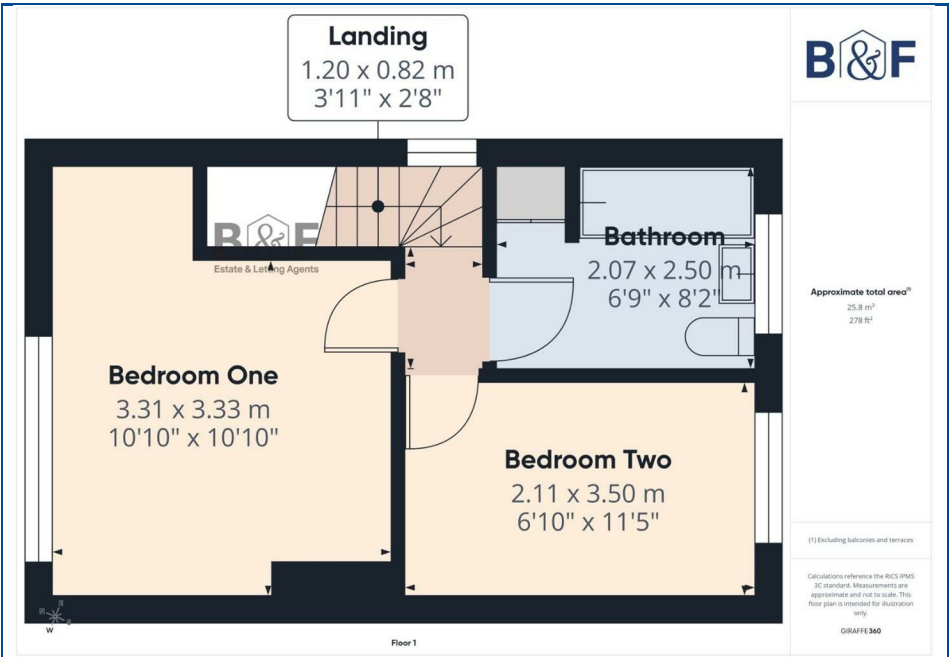 Landing
1.20 x 0.82 m
3'11" x 2'8"
B&F
B&F
Estate & Letting Agents
Bathroom
2.07 x 2.50 m
6'9" x 8'2"
Approximate total area⁽¹⁾
25.8 m²
278 ft²
Bedroom One
3.31 x 3.33 m
10'10" x 10'10"
Bedroom Two
2.11 x 3.50 m
6'10" x 11'5"
(1) Excluding balconies and terraces
Calculations reference the RICS IPMS
3C standard. Measurements are
approximate and not to scale. This
floor plan is intended for illustration
only.
GIRAFFE360
W
Floor 1